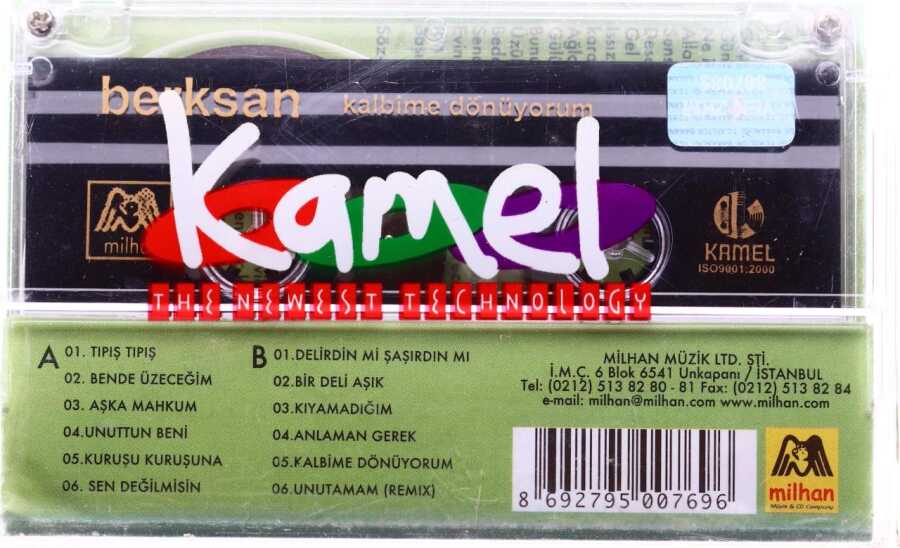 berksan kalbime dönüyorum
Kamel
THE NEWEST TECHNOLOGY
milhan
KAMEL
ISO9001:2000
A
01. TIPIŞ TIPIŞ
02. BENDE ÜZECEĞİM
03. AŞKA MAHKUM
04.UNUTTUN BENİ
05.KURUŞU KURUŞUNA
06. SEN DEĞİLMİSİN
B
01.DELİRDİN Mİ ŞAŞIRDIN MI
02.BİR DELİ AŞIK
03.KIYAMADIĞIM
04.ANLAMAN GEREK
05.KALBİME DÖNÜYORUM
06.UNUTAMAM (REMIX)
MİLHAN MÜZİK LTD. ŞTİ.
İ.M.C. 6 Blok 6541 Unkapanı / İSTANBUL
Tel: (0212) 513 82 80 - 81 Fax: (0212) 513 82 84
e-mail: milhan@milhan.com www.milhan.com
8 692795 007696
milhan
Müzik & CD Company